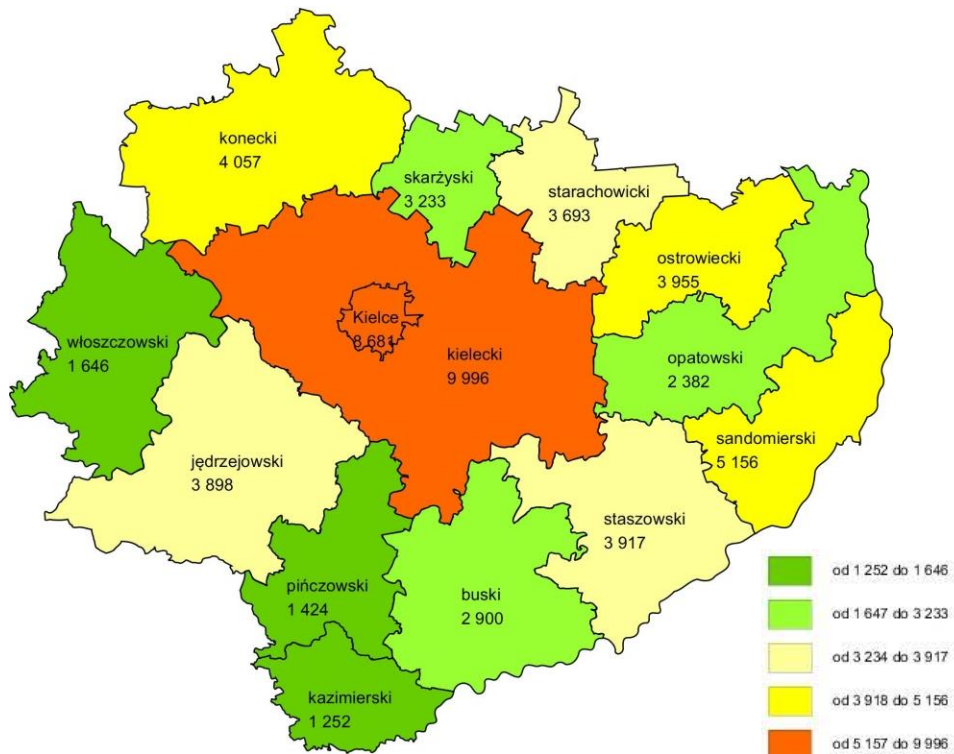 konecki
4 057
skarżyski
3 233
starachowicki
3 693
ostrowiecki
3 955
Kielce
8 681
włoszczowski
1 646
kielecki
9 996
opatowski
2 382
sandomierski
5 156
jędrzejowski
3 898
staszowski
3 917
pińczowski
1 424
buski
2 900
kazimierski
1 252
od 1 252 do 1 646
od 1 647 do 3 233
od 3 234 do 3 917
od 3 918 do 5 156
od 5 157 do 9 996